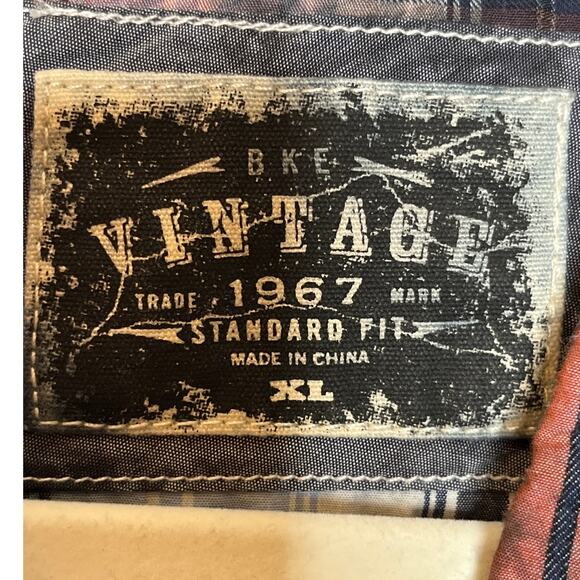 BKE
VINTAGE
TRADE 1967 MARK
STANDARD FIT
MADE IN CHINA
XL